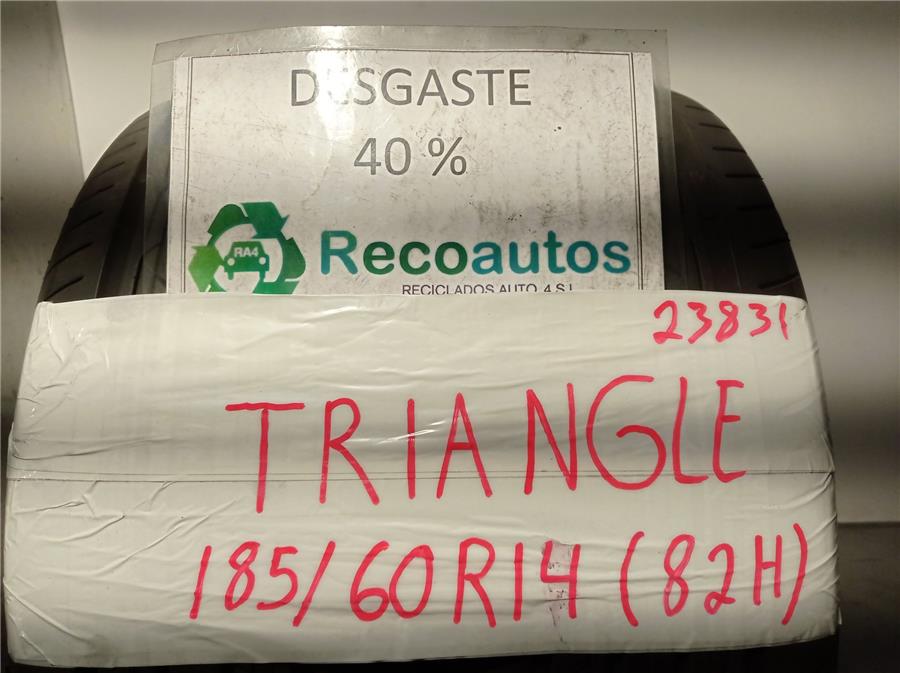 DESGASTE
40 %
RA4
Recoautos
RECICLADOS AUTO 4 S.L
23831
TRIANGLE
185/60R14 (82H)